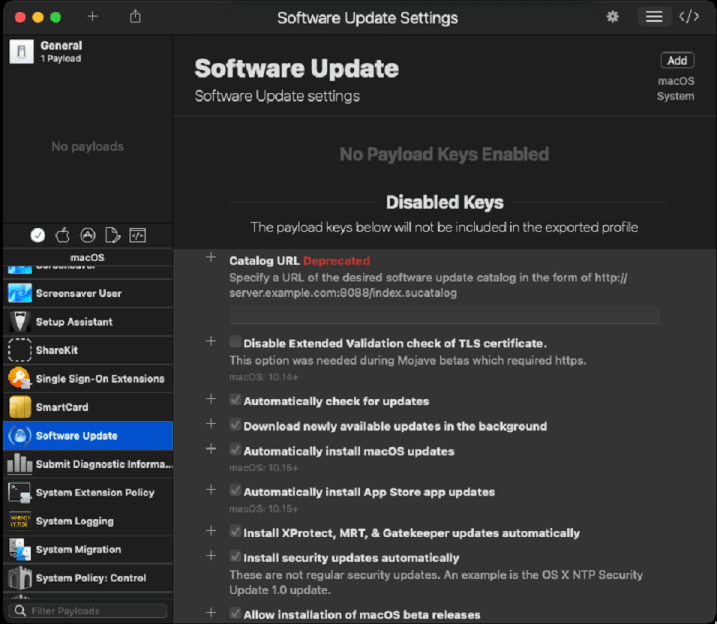 Software Update Settings
General
1 Payload
No payloads
macOS
Screensaver
Screensaver User
Setup Assistant
ShareKit
Single Sign-On Extensions
SmartCard
Software Update
Submit Diagnostic Informa...
System Extension Policy
System Logging
System Migration
System Policy: Control
Filter Payloads
Software Update
Software Update settings
Add
macOS
System
No Payload Keys Enabled
Disabled Keys
The payload keys below will not be included in the exported profile
Catalog URL Deprecated
Specify a URL of the desired software update catalog in the form of http://
server.example.com:8088/index.sucatalog
Disable Extended Validation check of TLS certificate.
This option was needed during Mojave betas which required https.
macOS: 10.14+
Automatically check for updates
Download newly available updates in the background
Automatically install macOS updates
macOS: 10.15+
Automatically install App Store app updates
macOS: 10.15+
Install XProtect, MRT, & Gatekeeper updates automatically
Install security updates automatically
These are not regular security updates. An example is the OS X NTP Security
Update 1.0 update.
Allow installation of macOS beta releases